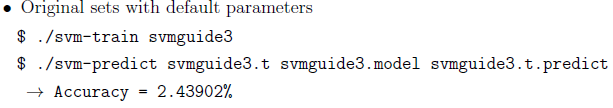 • Original sets with default parameters
$ ./svm-train svmguide3
$ ./svm-predict svmguide3.t svmguide3.model svmguide3.t.predict
→ Accuracy = 2.43902%